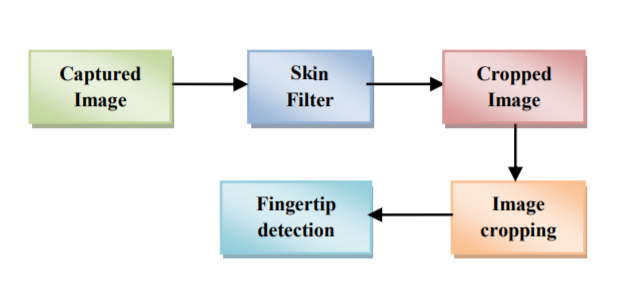 Captured
Image
Skin
Filter
Cropped
Image
Image
cropping
Fingertip
detection